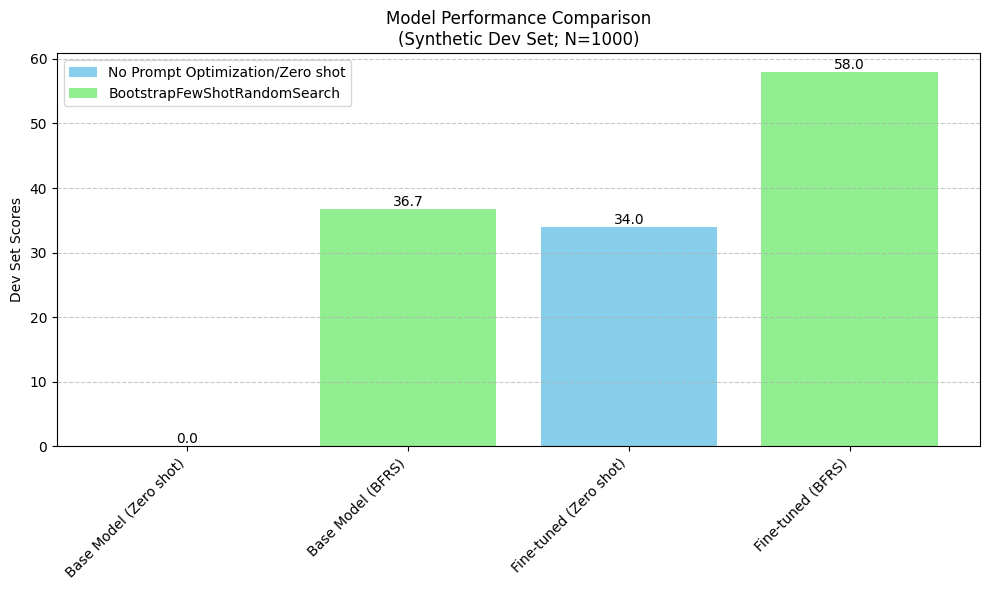 Model Performance Comparison
(Synthetic Dev Set; N=1000)
No Prompt Optimization/Zero shot
BootstrapFewShotRandomSearch
Dev Set Scores
60
50
40
30
20
10
0
0.0
36.7
34.0
58.0
Base Model (Zero shot)
Base Model (BFRS)
Fine-tuned (Zero shot)
Fine-tuned (BFRS)